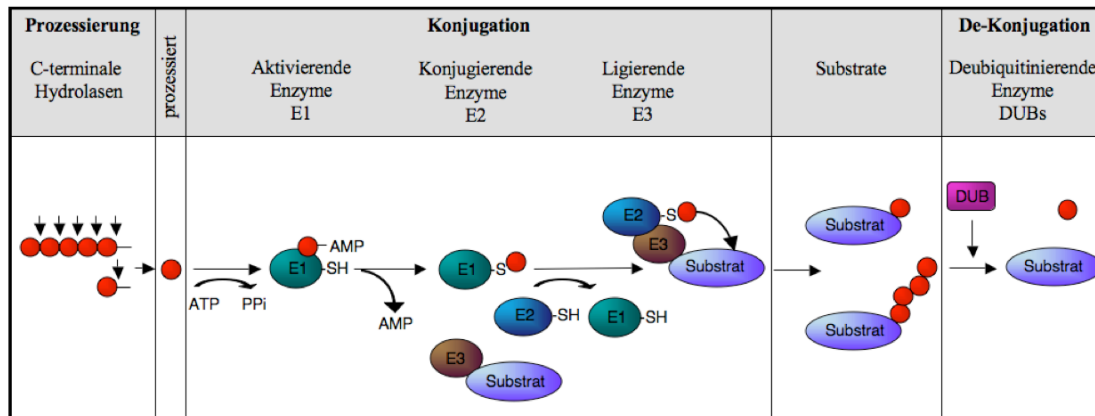 Prozessierung
C-terminale
Hydrolasen
prozessiert
Konjugation
Aktivierende
Enzyme
E1
Konjugierende
Enzyme
E2
Ligierende
Enzyme
E3
Substrate
De-Konjugation
Deubiquitinierende
Enzyme
DUBs
ATP
PPi
AMP
E1
-SH
AMP
E1
-S
E2
-SH
E1
-SH
E3
Substrat
E2
-S
E3
Substrat
Substrat
Substrat
DUB
Substrat